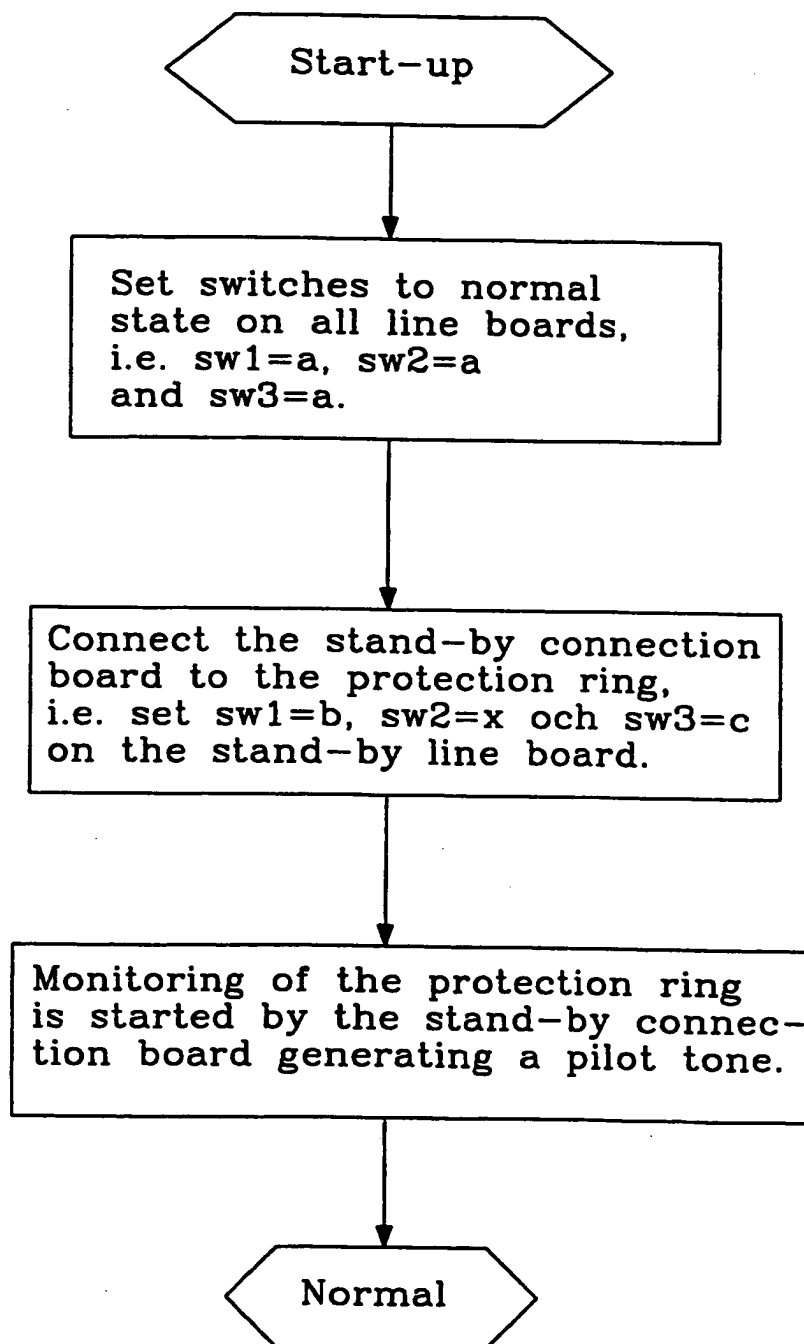 Start-up
Set switches to normal
state on all line boards,
i.e. sw1=a, sw2=a
and sw3=a.
Connect the stand-by connection
board to the protection ring,
i.e. set sw1=b, sw2=x och sw3=c
on the stand-by line board.
Monitoring of the protection ring
is started by the stand-by connec-
tion board generating a pilot tone.
Normal